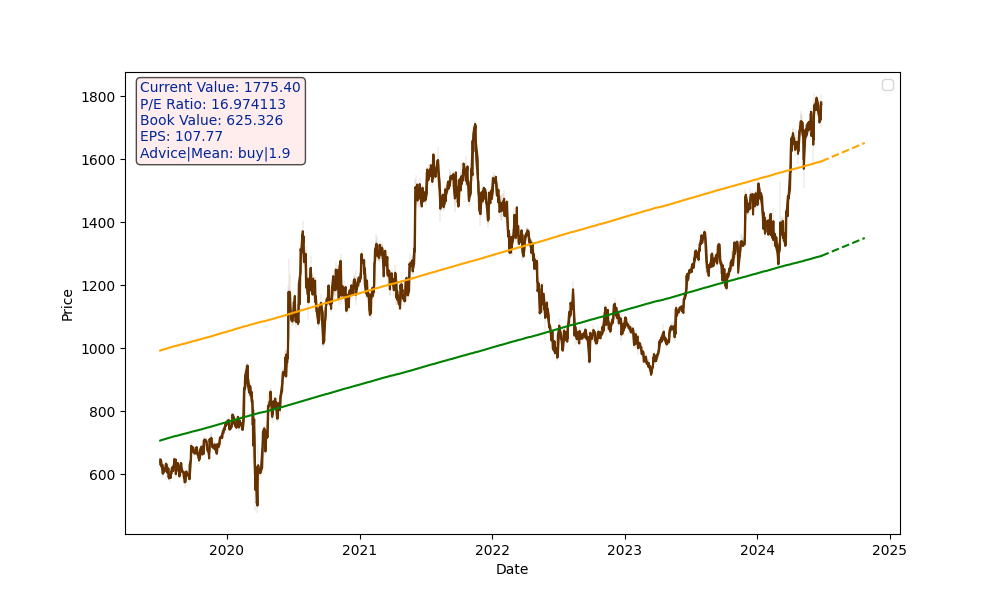 Current Value: 1775.40
P/E Ratio: 16.974113
Book Value: 625.326
EPS: 107.77
Advice|Mean: buy|1.9
1800
1600
1400
1200
1000
800
600
Price
2020 2021 2022 2023 2024 2025
Date